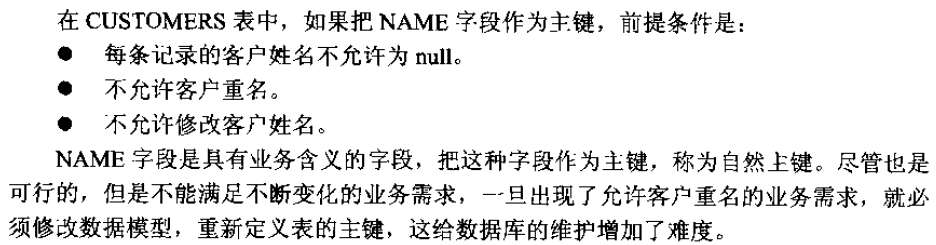 在 CUSTOMERS 表中，如果把 NAME 字段作为主键，前提条件是：
● 每条记录的客户姓名不允许为 null。
● 不允许客户重名。
● 不允许修改客户姓名。
NAME 字段是具有业务含义的字段，把这种字段作为主键，称为自然主键。尽管也是
可行的，但是不能满足不断变化的业务需求，一旦出现了允许客户重名的业务需求，就必
须修改数据模型，重新定义表的主键，这给数据库的维护增加了难度。